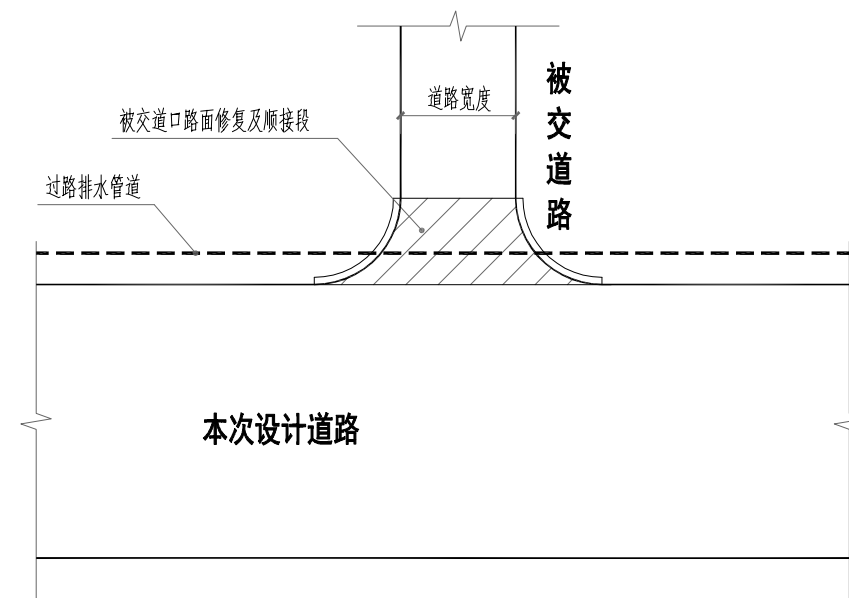 道路宽度
被交道路
被交道口路面修复及顺接段
过路排水管道
本次设计道路